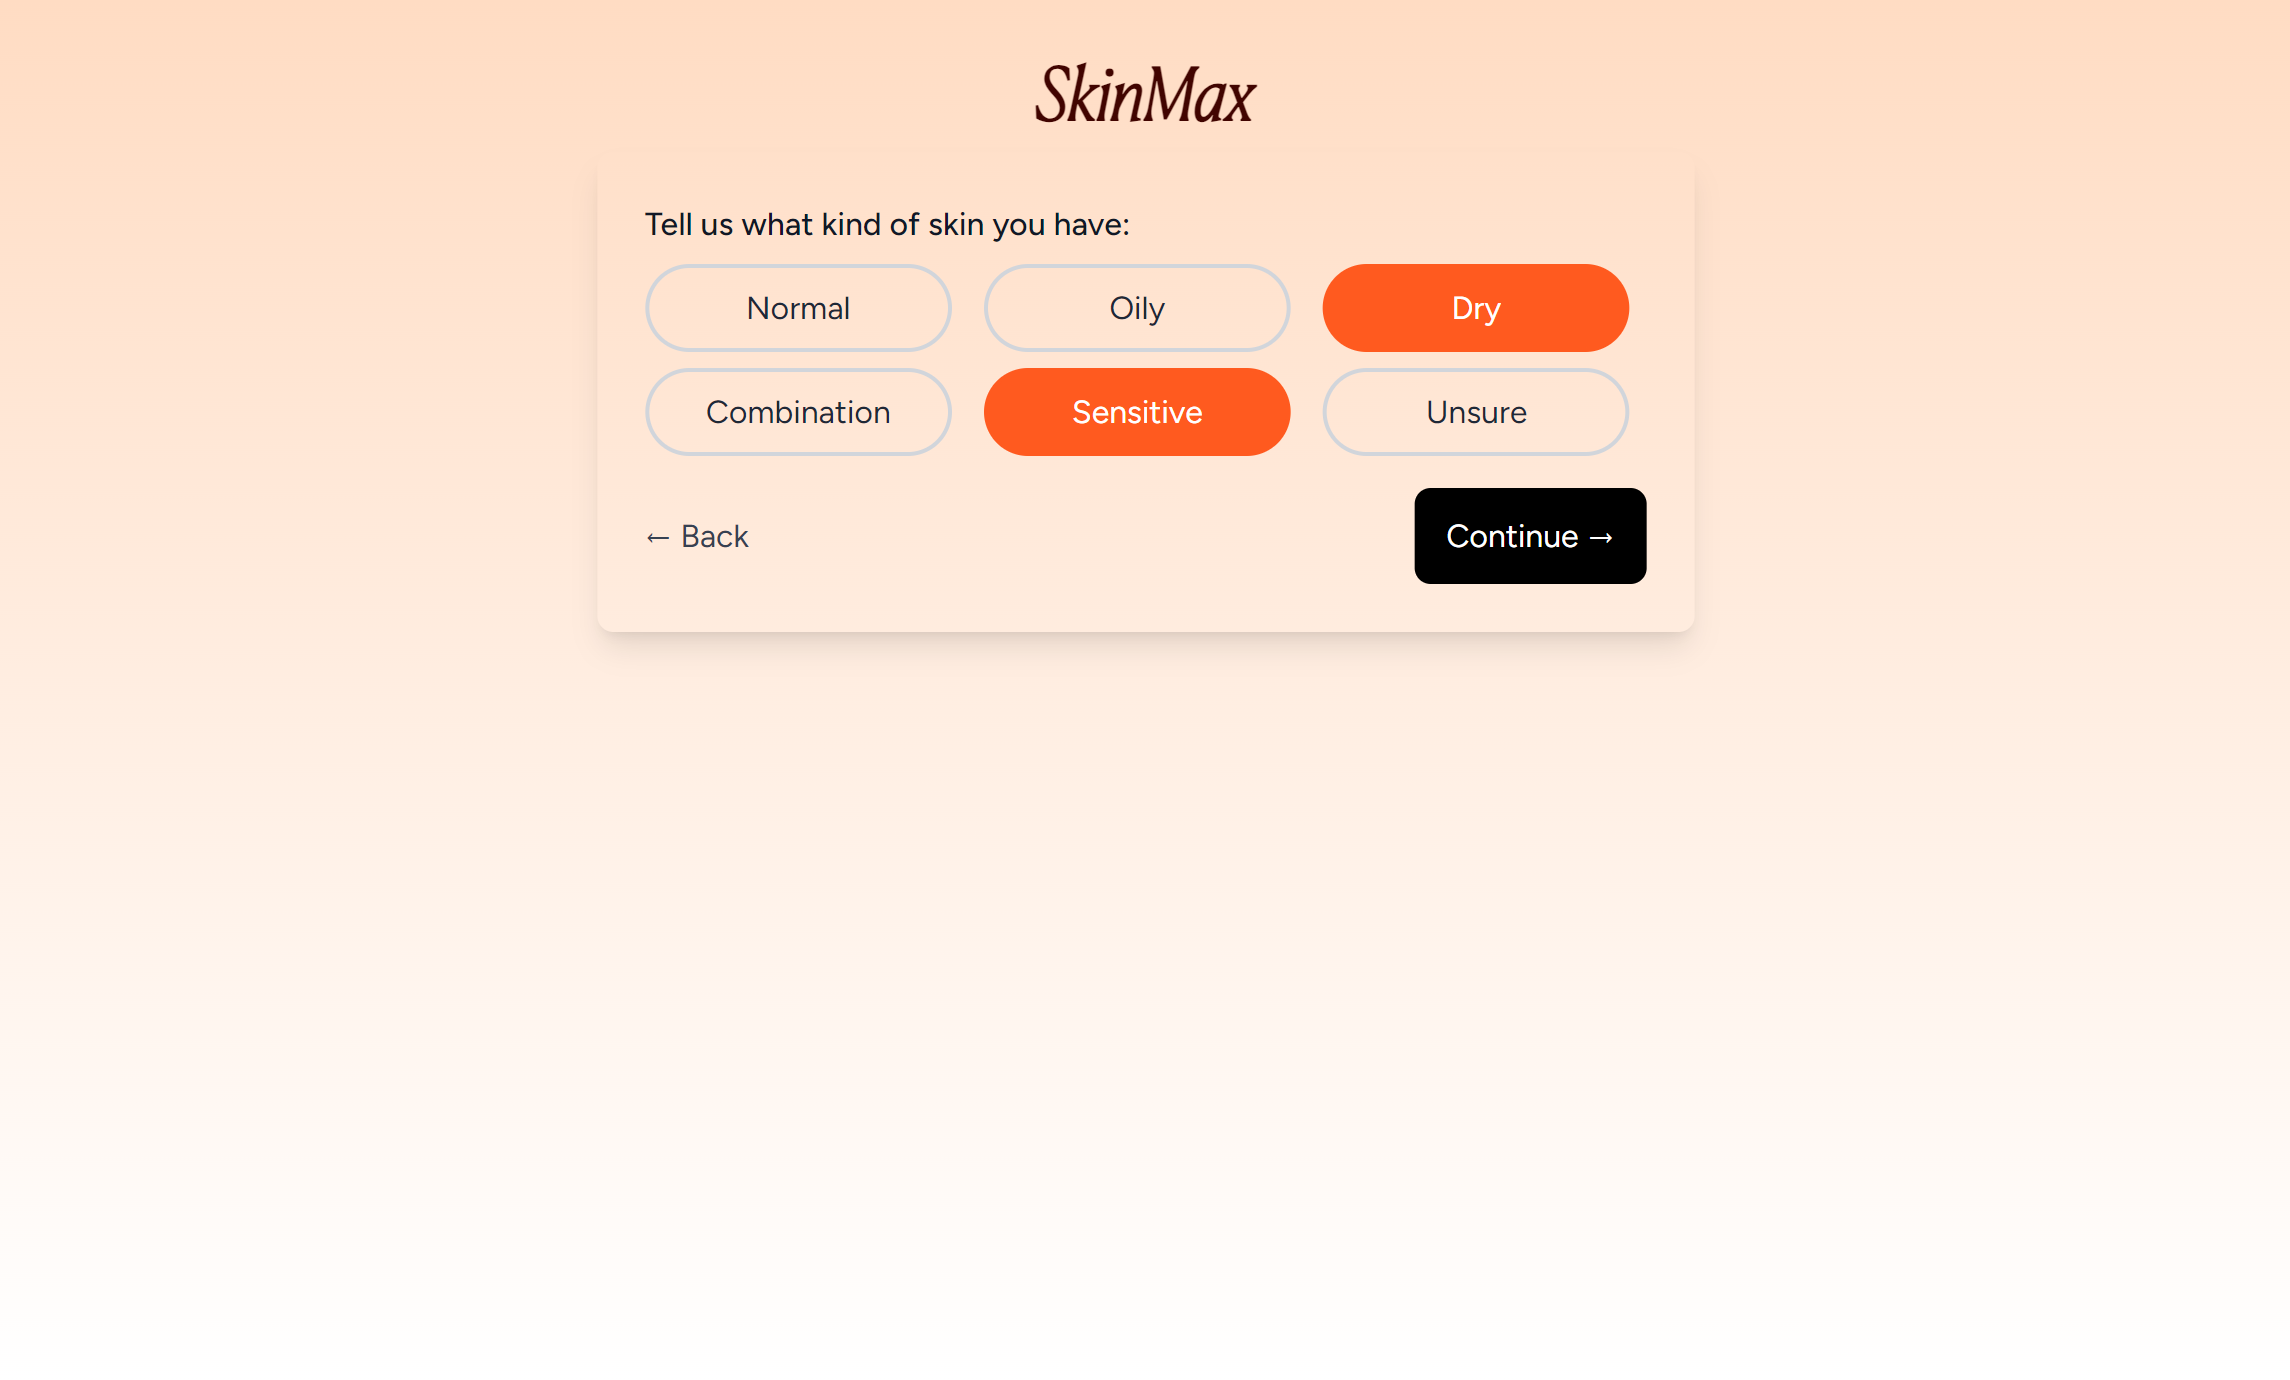 SkinMax
Tell us what kind of skin you have:
Normal Oily Dry
Combination Sensitive Unsure
← Back Continue →